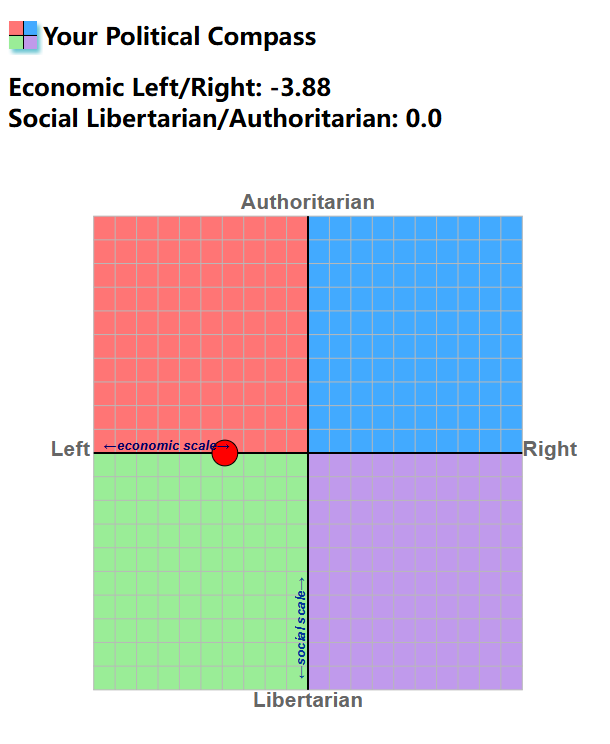 Your Political Compass
Economic Left/Right: -3.88
Social Libertarian/Authoritarian: 0.0
Authoritarian
←economic scale→
Left
Right
←social scale→
Libertarian